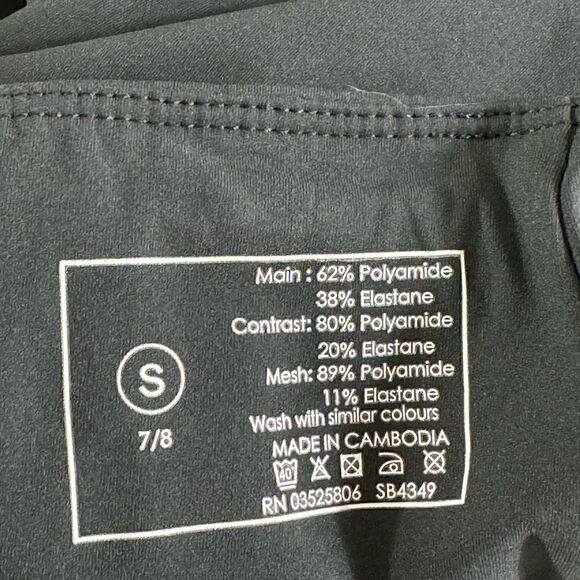 Main : 62% Polyamide
38% Elastane
Contrast: 80% Polyamide
20% Elastane
Mesh: 89% Polyamide
11% Elastane
Wash with similar colours
MADE IN CAMBODIA
40
RN 03525806 SB4349
S
7/8